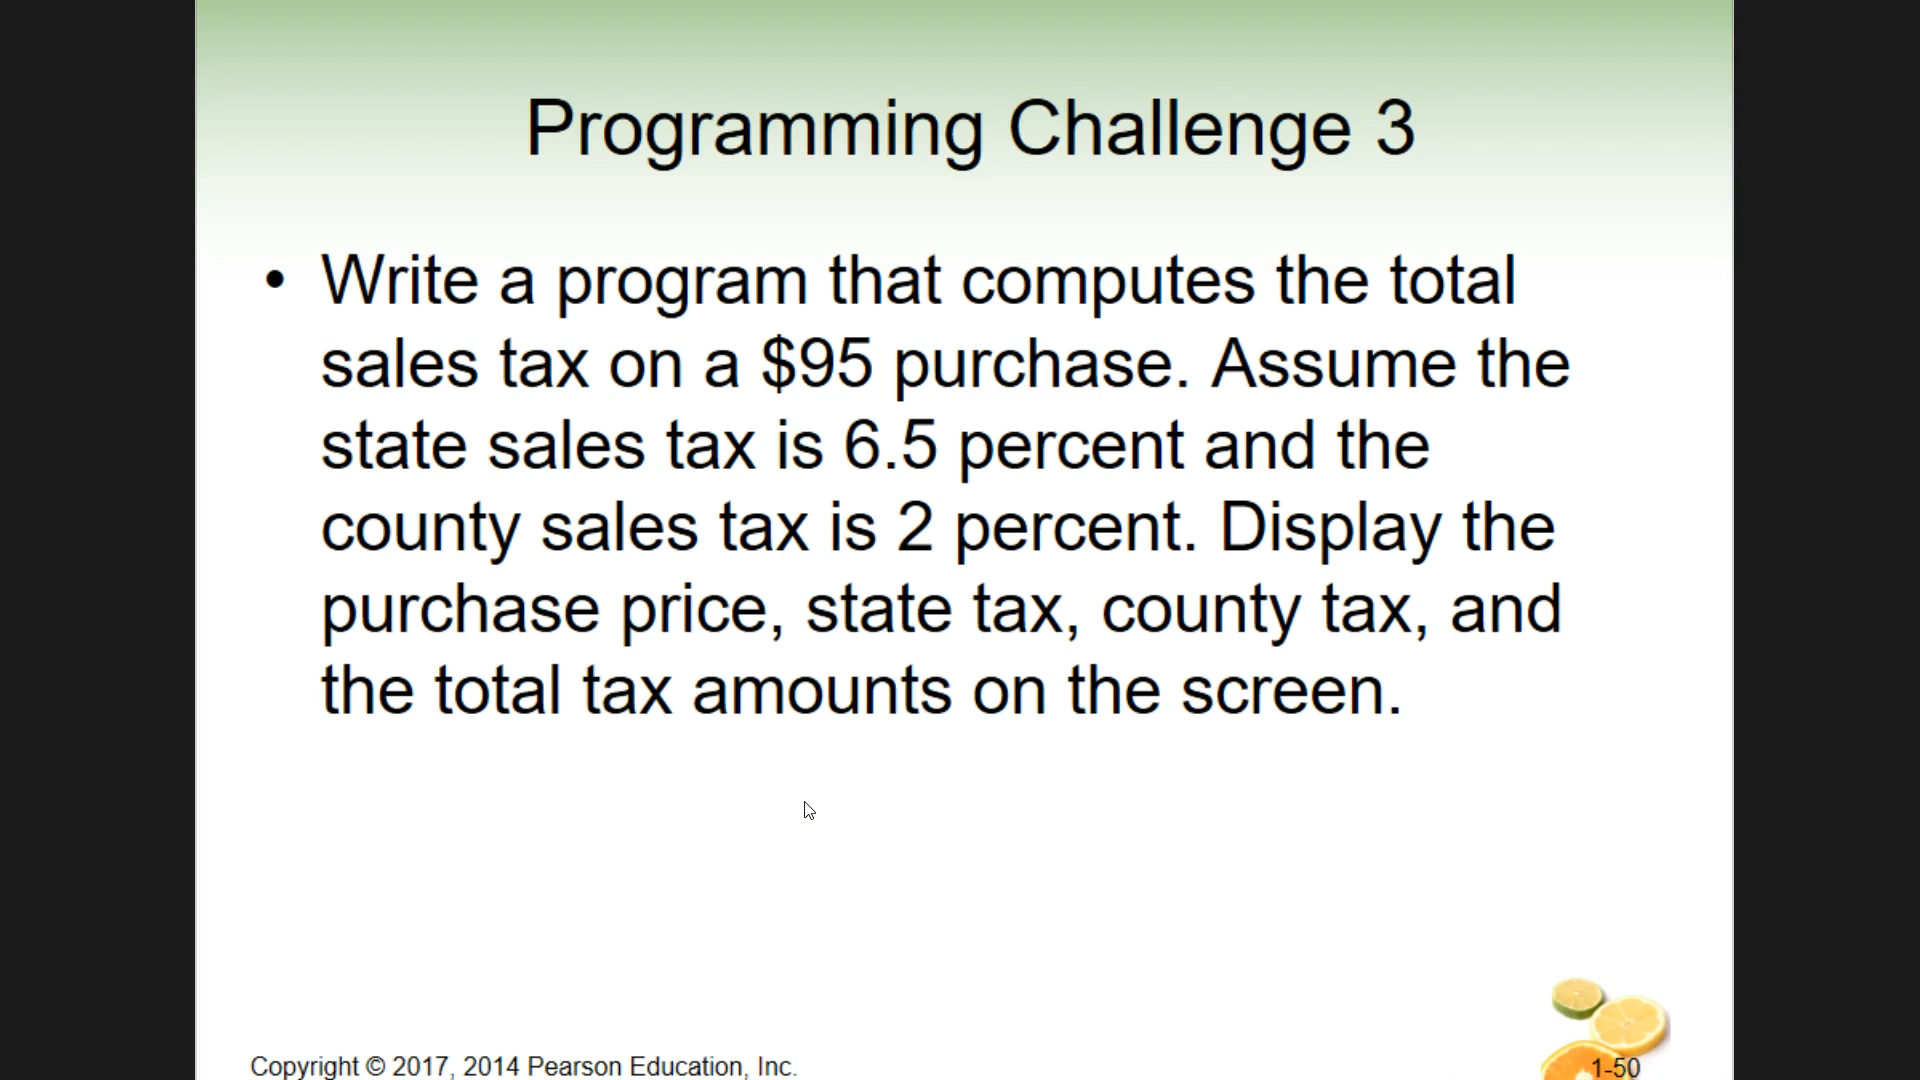 Programming Challenge 3
• Write a program that computes the total
sales tax on a $95 purchase. Assume the
state sales tax is 6.5 percent and the
county sales tax is 2 percent. Display the
purchase price, state tax, county tax, and
the total tax amounts on the screen.
Copyright © 2017, 2014 Pearson Education, Inc.
1-50